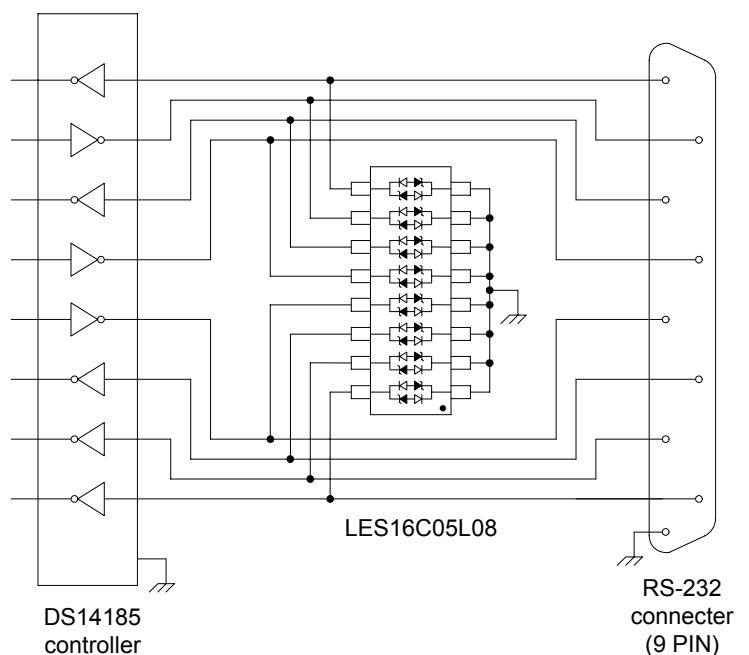 LES16C05L08
DS14185
controller
RS-232
connecter
(9 PIN)